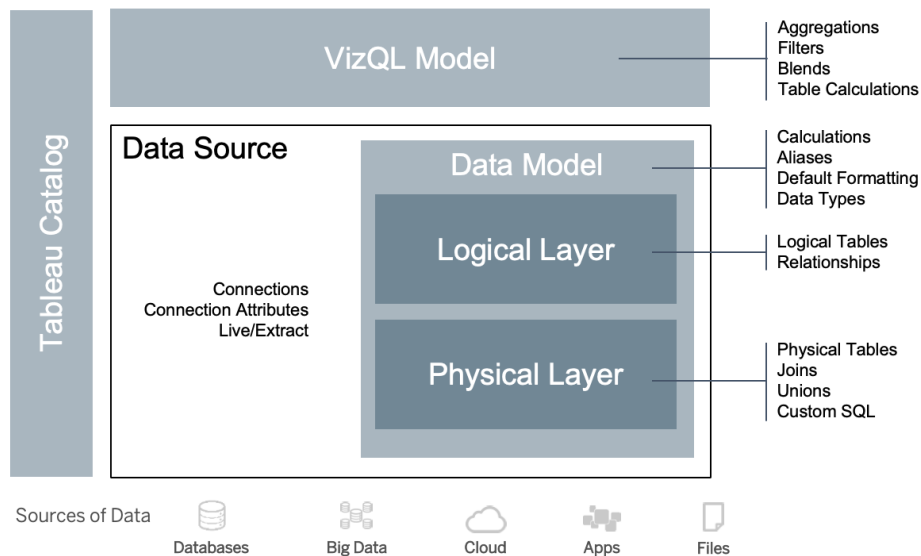 Tableau Catalog
VizQL Model
Aggregations
Filters
Blends
Table Calculations
Data Source
Connections
Connection Attributes
Live/Extract
Data Model
Calculations
Aliases
Default Formatting
Data Types
Logical Layer
Logical Tables
Relationships
Physical Layer
Physical Tables
Joins
Unions
Custom SQL
Sources of Data
Databases
Big Data
Cloud
Apps
Files